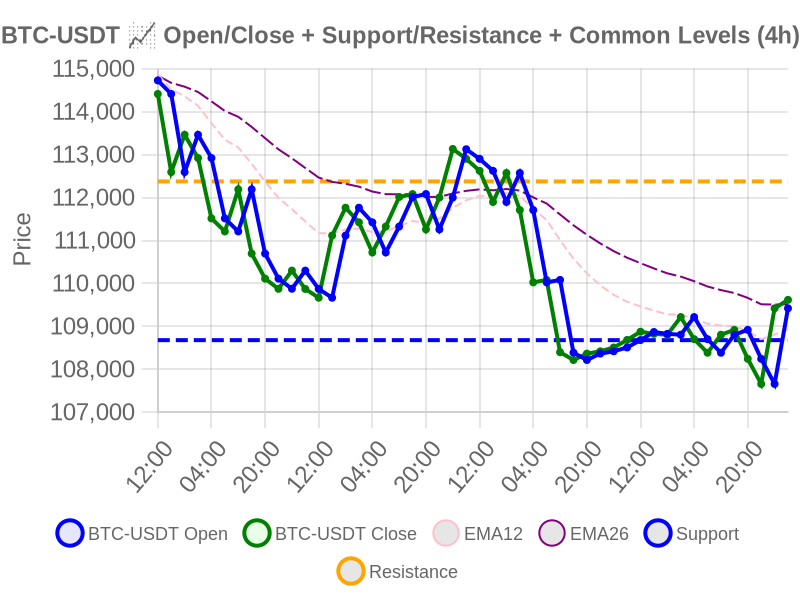 BTC-USDT 📈 Open/Close + Support/Resistance + Common Levels (4h)
115,000
114,000
113,000
112,000
111,000
110,000
109,000
108,000
107,000
Price
12:00 04:00 20:00 12:00 04:00 20:00 12:00 04:00 20:00 12:00 04:00 20:00
BTC-USDT Open BTC-USDT Close EMA12 EMA26 Support
Resistance